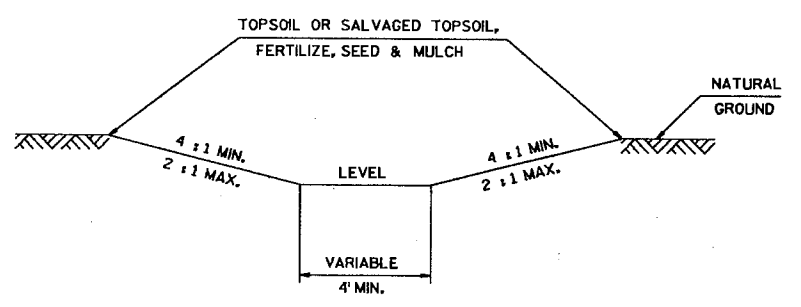 TOPSOIL OR SALVAGED TOPSOIL,
FERTILIZE, SEED & MULCH
NATURAL
GROUND
4 : 1 MIN.
2 : 1 MAX.
LEVEL
4 : 1 MIN.
2 : 1 MAX.
VARIABLE
4' MIN.